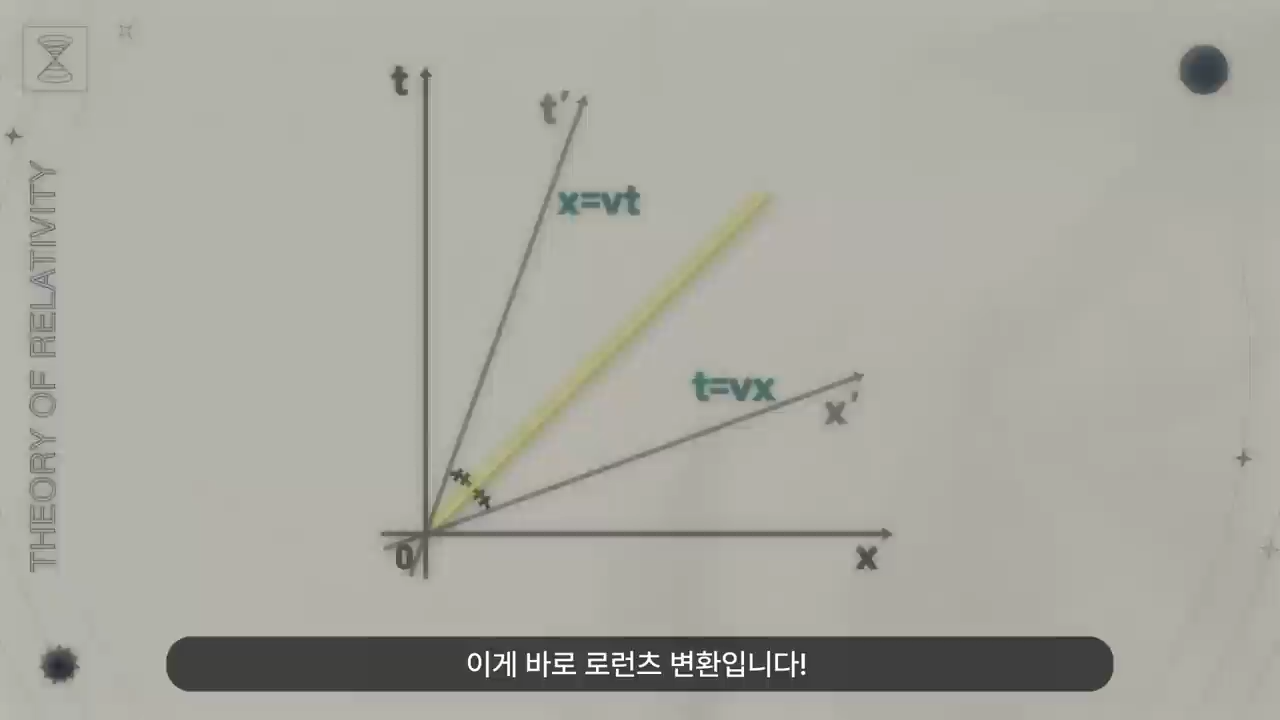 THEORY OF RELATIVITY
t
t'
x=vt
t=vx
x'
0
x
이게 바로 로런츠 변환입니다!